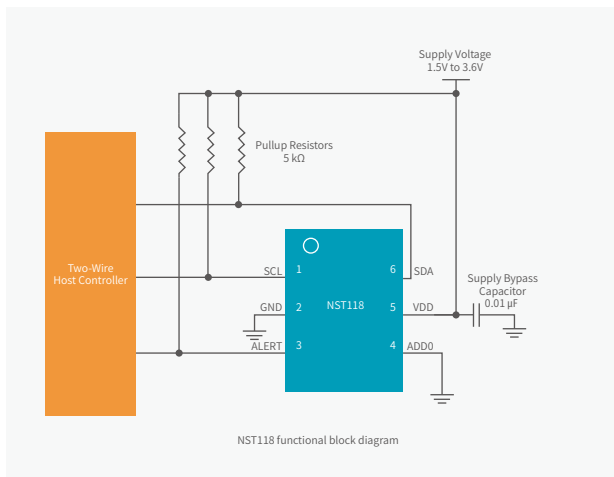 Supply Voltage
1.5V to 3.6V
Pullup Resistors
5 kΩ
Two-Wire
Host Controller
SCL
1
6
SDA
GND
2
NST118
5
VDD
Supply Bypass
Capacitor
0.01 µF
ALERT
3
4
ADD0
NST118 functional block diagram